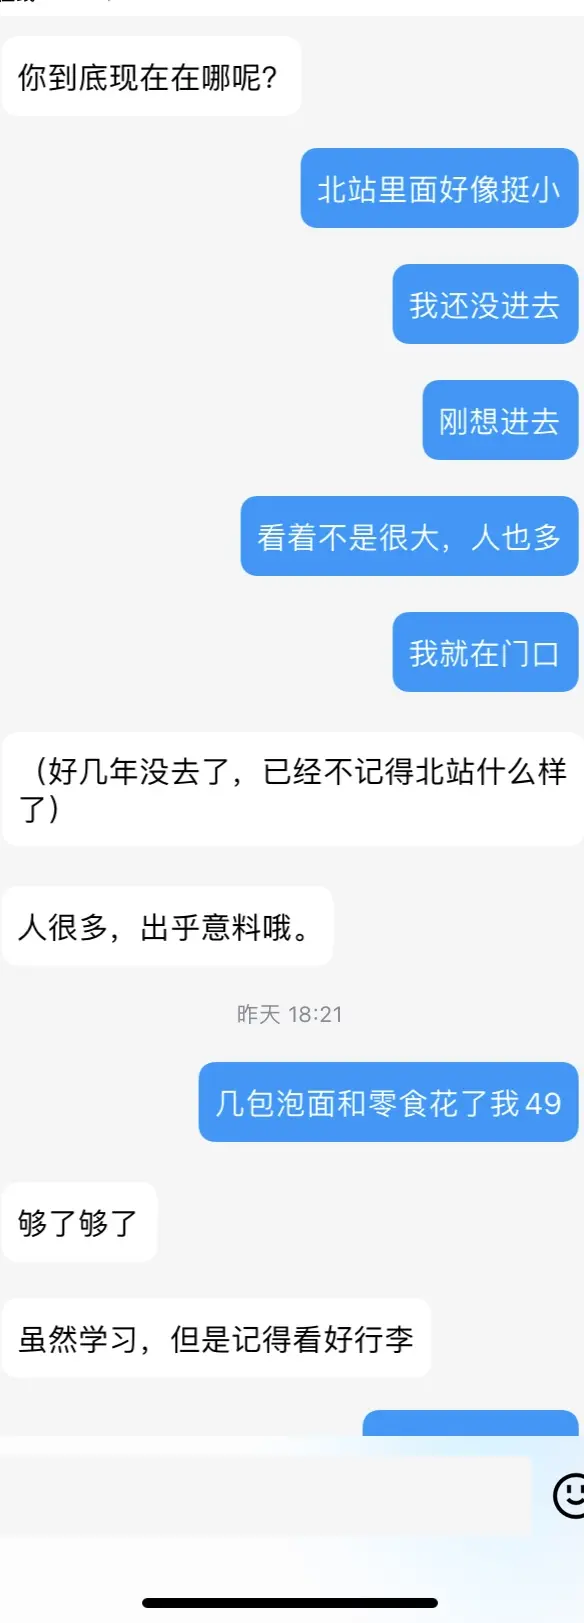 你到底现在在哪呢？
北站里面好像挺小
我还没进去
刚想进去
看着不是很大，人也多
我就在门口
（好几年没去了，已经不记得北站什么样
了）
人很多，出乎意料哦。
昨天 18:21
几包泡面和零食花了我49
够了够了
虽然学习，但是记得看好行李